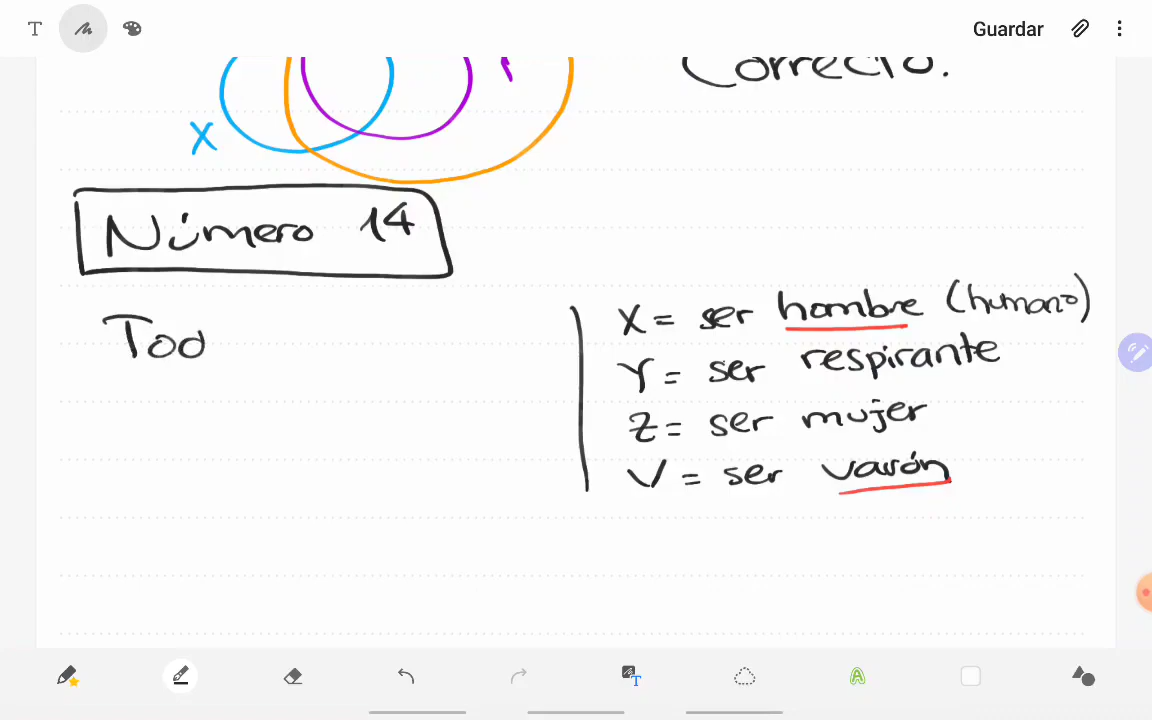 T
Guardar
Correcto.
X
Número 14
Tod
X = ser hombre (humano)
Y = ser respirante
Z = ser mujer
V = ser varón